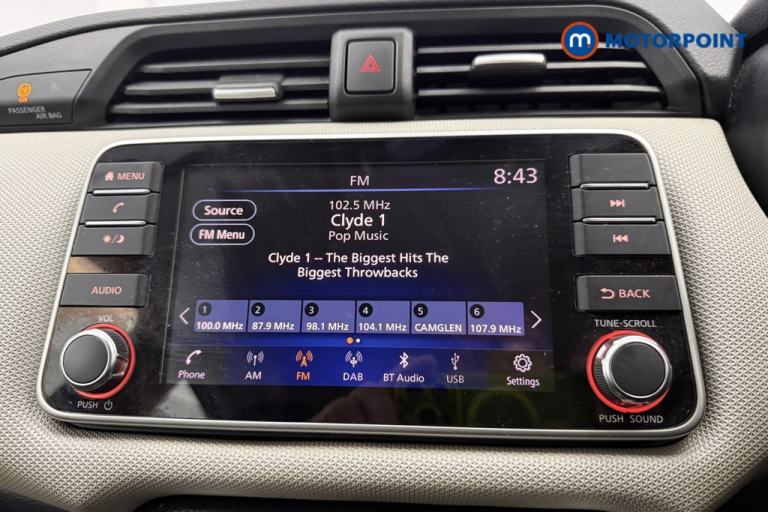 m MOTORPOINT
PASSENGER
AIR BAG
FM
8:43
MENU
Source
FM Menu
102.5 MHz
Clyde 1
Pop Music
Clyde 1 -- The Biggest Hits The
Biggest Throwbacks
AUDIO
BACK
VOL
TUNE-SCROLL
1 2 3 4 5 6
100.0 MHz 87.9 MHz 98.1 MHz 104.1 MHz CAMGLEN 107.9 MHz
Phone AM FM DAB BT Audio USB Settings
PUSH
PUSH SOUND